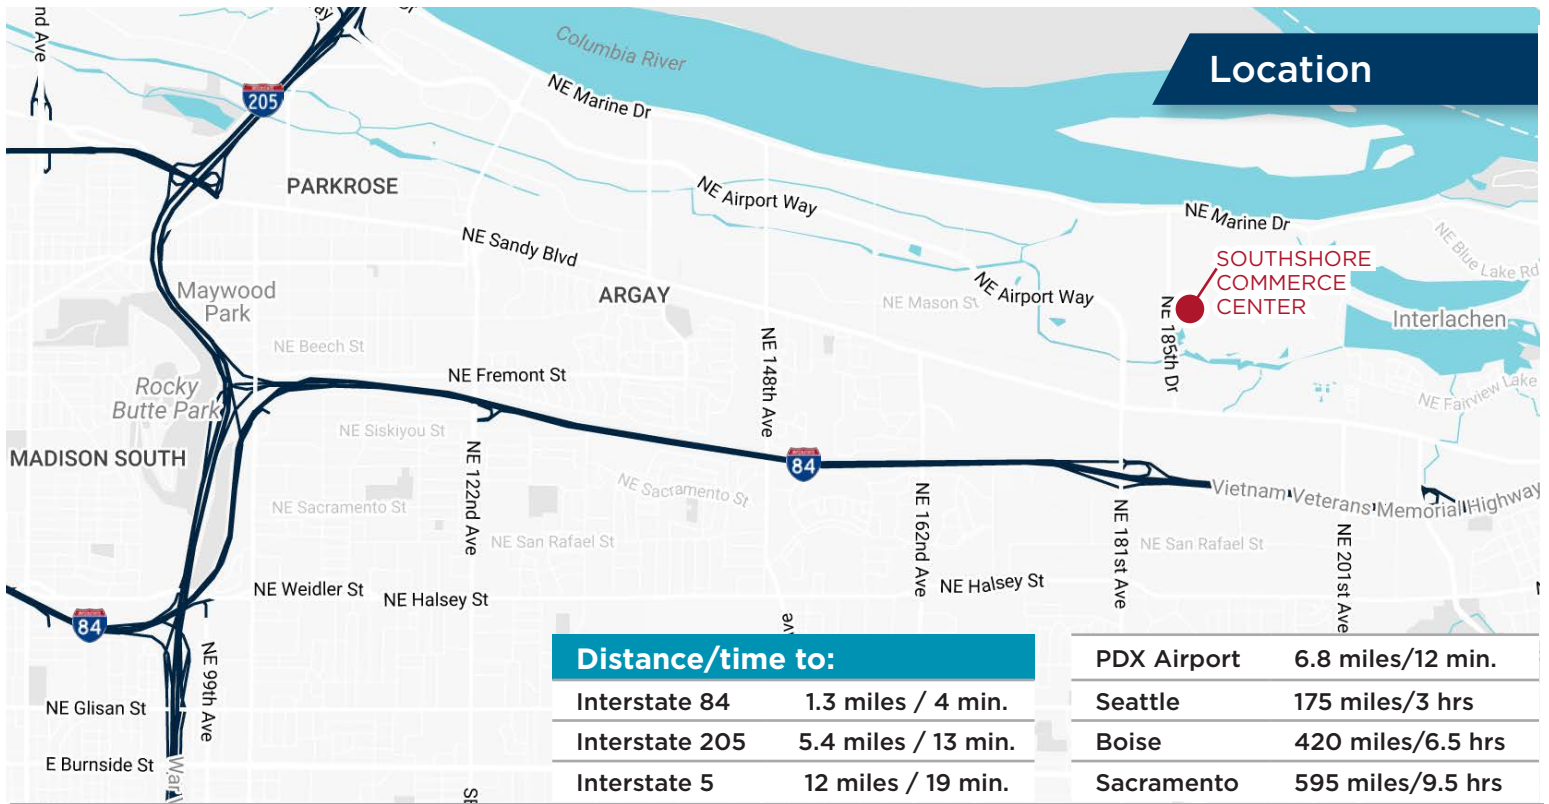 nd Ave
Columbia River
Location
205
NE Marine Dr
PARKROSE
NE Airport Way
NE Marine Dr
NE Sandy Blvd
NE Blue Lake Rd
SOUTHSHORE
COMMERCE
CENTER
Maywood
Park
ARGAY
NE Mason St
NE Airport Way
NE 185th Dr
Interlachen
NE Beech St
NE 148th Ave
NE Fremont St
Rocky
Butte Park
NE Fairview Lake
NE Siskiyou St
MADISON SOUTH
NE 122nd Ave
84
NE Sacramento St
NE Sacramento St
NE 162nd Ave
NE 181st Ave
Vietnam Veterans Memorial Highway
NE San Rafael St
NE San Rafael St
NE 201st Ave
NE Weidler St
NE Halsey St
NE Halsey St
84
NE 99th Ave
Ave
NE Glisan St
E Burnside St
Distance/time to:
Interstate 84 1.3 miles / 4 min.
Interstate 205 5.4 miles / 13 min.
Interstate 5 12 miles / 19 min.
PDX Airport 6.8 miles/12 min.
Seattle 175 miles/3 hrs
Boise 420 miles/6.5 hrs
Sacramento 595 miles/9.5 hrs